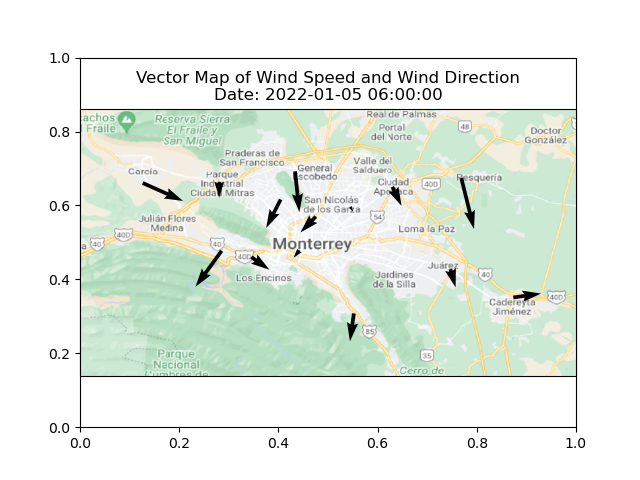 Vector Map of Wind Speed and Wind Direction
Date: 2022-01-05 06:00:00
1.0
0.8
0.6
0.4
0.2
0.0
0.0 0.2 0.4 0.6 0.8 1.0
achos
Fraile
Reserva Sierra
El Fraile y
San Miguel
Real de Palmas
Portal
del Norte
48
Doctor
González
Praderas de
San Francisco
Valle del
Salduero
García
Parque
Industrial
Ciudad Mitras
General
Escobedo
Ciudad
Apodaca
40D
Pesquería
Julián Flores
Medina
San Nicolás
de los Garza
54
Loma la Paz
40D
40
40
Monterrey
40D
Los Encinos
Jardines
de la Silla
Juárez
40
Cadereyta
Jiménez
40D
85
35
Parque
Nacional
Cumbres de
Cerro de